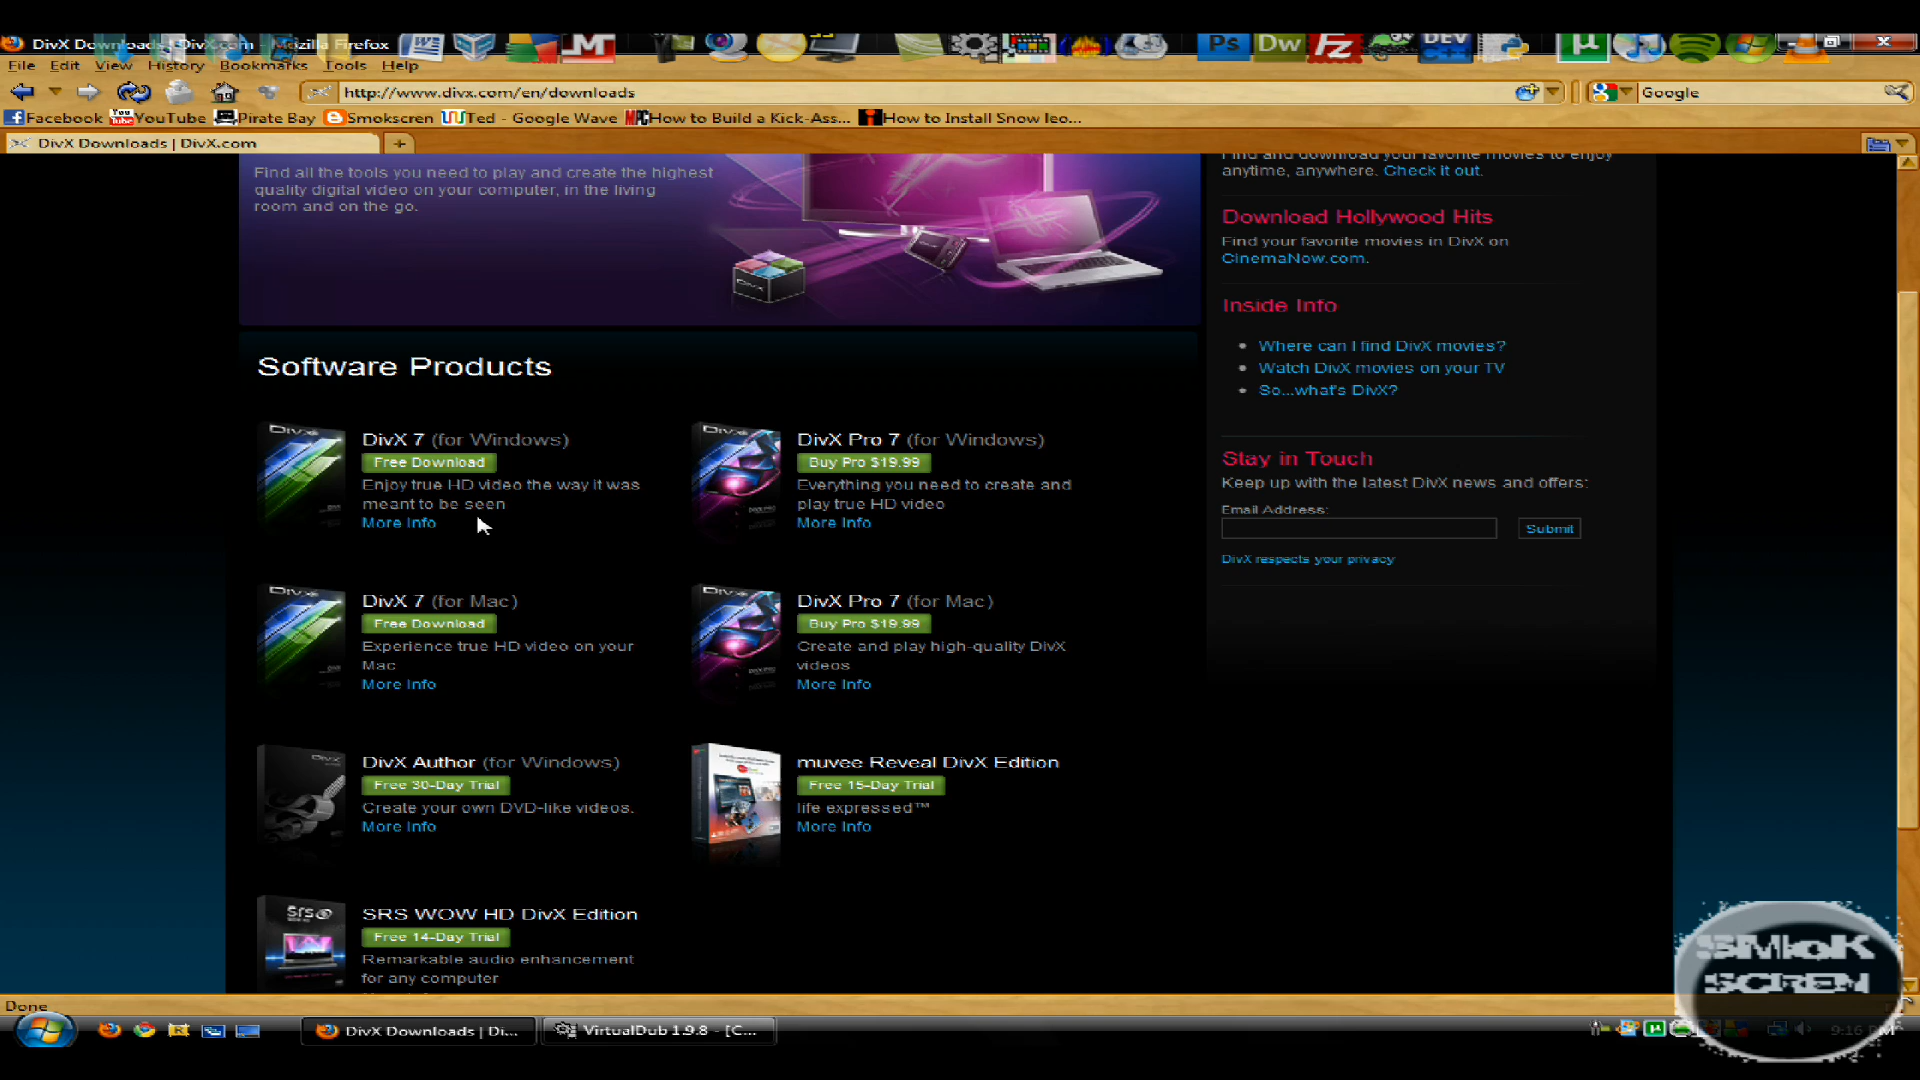 DivX Downloads | DivX.com - Mozilla Firefox
File Edit View History Bookmarks Tools Help
http://www.divx.com/en/downloads
Google
Facebook YouTube Pirate Bay Smokscren Ted - Google Wave How to Build a Kick-Ass... How to Install Snow leo...
DivX Downloads | DivX.com
Find all the tools you need to play and create the highest
quality digital video on your computer, in the living
room and on the go.
Find and download your favorite movies to enjoy
anytime, anywhere. Check it out.
Download Hollywood Hits
Find your favorite movies in DivX on
CinemaNow.com.
Inside Info
Where can I find DivX movies?
Watch DivX movies on your TV
So...what's DivX?
Stay in Touch
Keep up with the latest DivX news and offers:
Email Address:
Submit
DivX respects your privacy
Software Products
DivX 7 (for Windows)
Free Download
Enjoy true HD video the way it was
meant to be seen
More Info
DivX Pro 7 (for Windows)
Buy Pro $19.99
Everything you need to create and
play true HD video
More Info
DivX 7 (for Mac)
Free Download
Experience true HD video on your
Mac
More Info
DivX Pro 7 (for Mac)
Buy Pro $19.99
Create and play high-quality DivX
videos
More Info
DivX Author (for Windows)
Free 30-Day Trial
Create your own DVD-like videos.
More Info
muvee Reveal DivX Edition
Free 15-Day Trial
life expressed™
More Info
SRS WOW HD DivX Edition
Free 14-Day Trial
Remarkable audio enhancement
for any computer
SMoK
SCREN
Done
DivX Downloads | Di...
VirtualDub 1.9.8 - [C...
9:16 PM